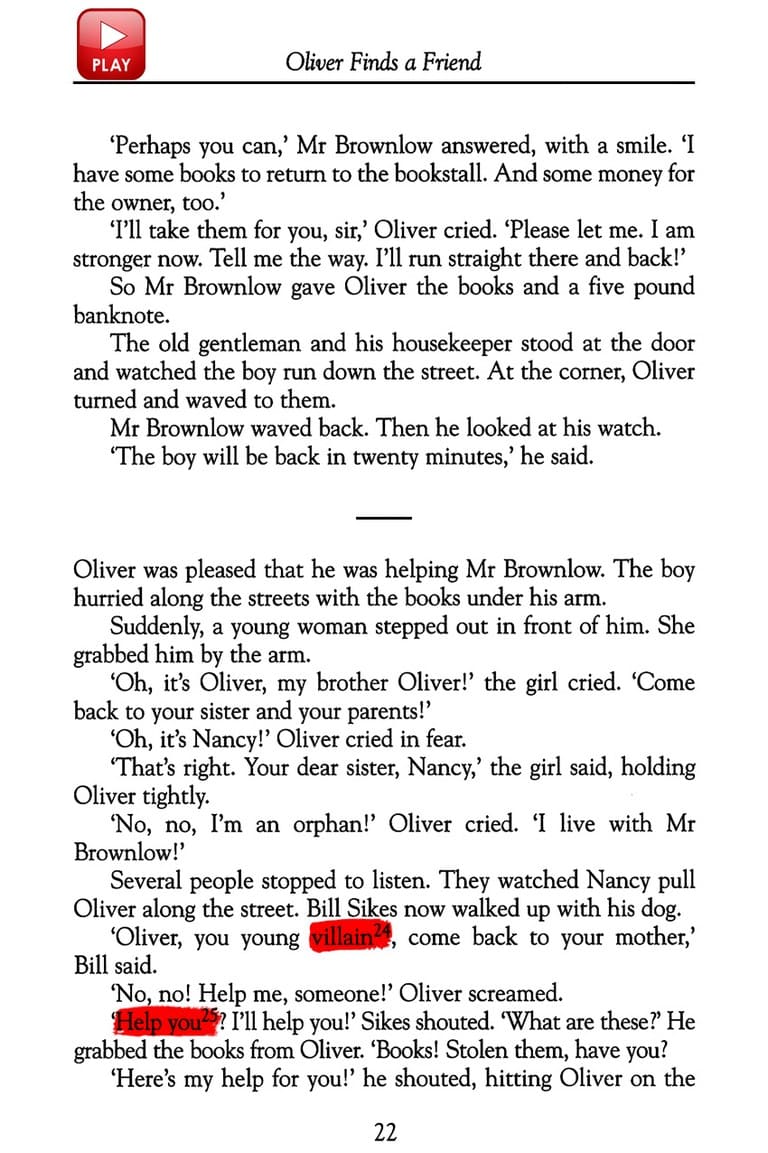 PLAY
Oliver Finds a Friend
‘Perhaps you can,’ Mr Brownlow answered, with a smile. ‘I
have some books to return to the bookstall. And some money for
the owner, too.’
‘I’ll take them for you, sir,’ Oliver cried. ‘Please let me. I am
stronger now. Tell me the way. I’ll run straight there and back!’
So Mr Brownlow gave Oliver the books and a five pound
banknote.
The old gentleman and his housekeeper stood at the door
and watched the boy run down the street. At the corner, Oliver
turned and waved to them.
Mr Brownlow waved back. Then he looked at his watch.
‘The boy will be back in twenty minutes,’ he said.
Oliver was pleased that he was helping Mr Brownlow. The boy
hurried along the streets with the books under his arm.
Suddenly, a young woman stepped out in front of him. She
grabbed him by the arm.
‘Oh, it’s Oliver, my brother Oliver!’ the girl cried. ‘Come
back to your sister and your parents!’
‘Oh, it’s Nancy!’ Oliver cried in fear.
‘That’s right. Your dear sister, Nancy,’ the girl said, holding
Oliver tightly.
‘No, no, I’m an orphan!’ Oliver cried. ‘I live with Mr
Brownlow!’
Several people stopped to listen. They watched Nancy pull
Oliver along the street. Bill Sikes now walked up with his dog.
‘Oliver, you young villain24, come back to your mother,’
Bill said.
‘No, no! Help me, someone!’ Oliver screamed.
‘Help you25? I’ll help you!’ Sikes shouted. ‘What are these?’ He
grabbed the books from Oliver. ‘Books! Stolen them, have you?
‘Here’s my help for you!’ he shouted, hitting Oliver on the
22